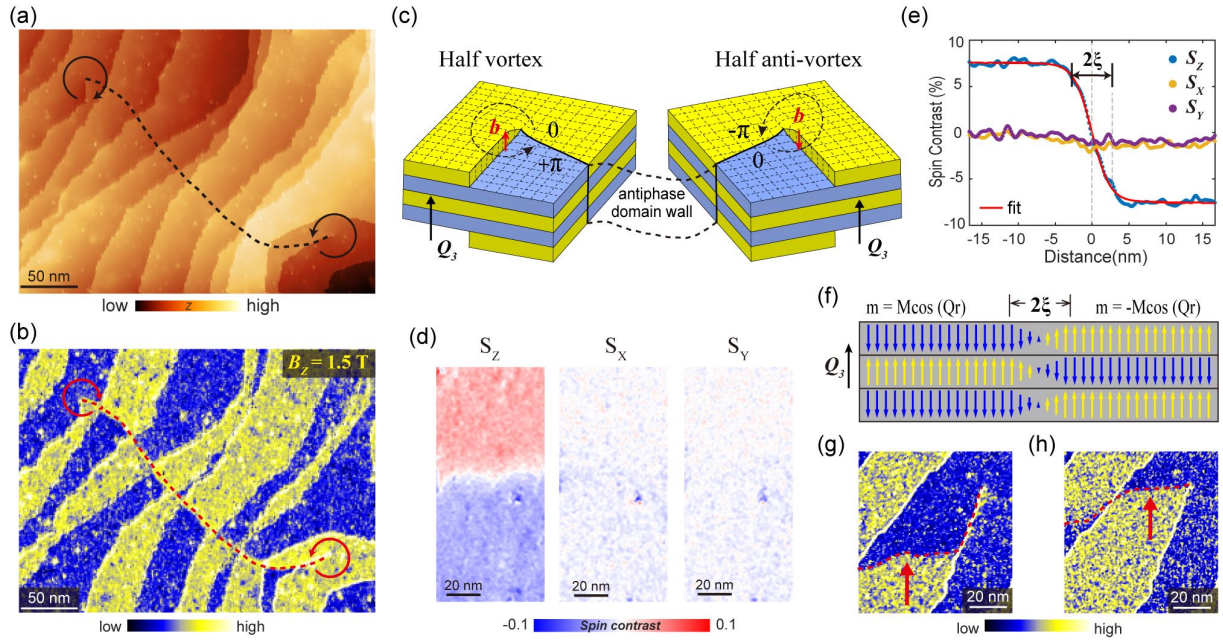 (a)
50 nm
low z high
(b)
B_Z = 1.5 T
50 nm
low high
(c)
Half vortex
Half anti-vortex
b
0
+π
-π
b
0
antiphase
domain wall
Q₃
Q₃
(d)
S_Z
S_X
S_Y
20 nm
20 nm
20 nm
-0.1 Spin contrast 0.1
(e)
Spin Contrast (%)
10
5
0
-5
-10
2ξ
S_Z
S_X
S_Y
fit
-15 -10 -5 0 5 10 15
Distance(nm)
(f)
m = Mcos (Qr)
2ξ
m = -Mcos (Qr)
Q₃
(g)
20 nm
(h)
20 nm
low high